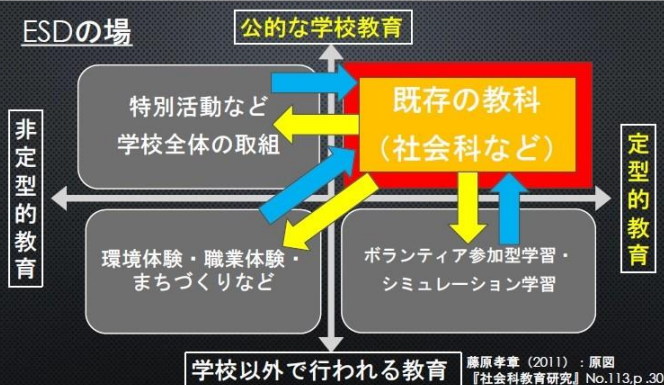 ESDの場
公的な学校教育
特別活動など
学校全体の取組
既存の教科
（社会科など）
非定型的教育
定型的教育
環境体験・職業体験・
まちづくりなど
ボランティア参加型学習・
シミュレーション学習
学校以外で行われる教育
藤原孝章（2011）：原図
『社会科教育研究』No.113,p.30